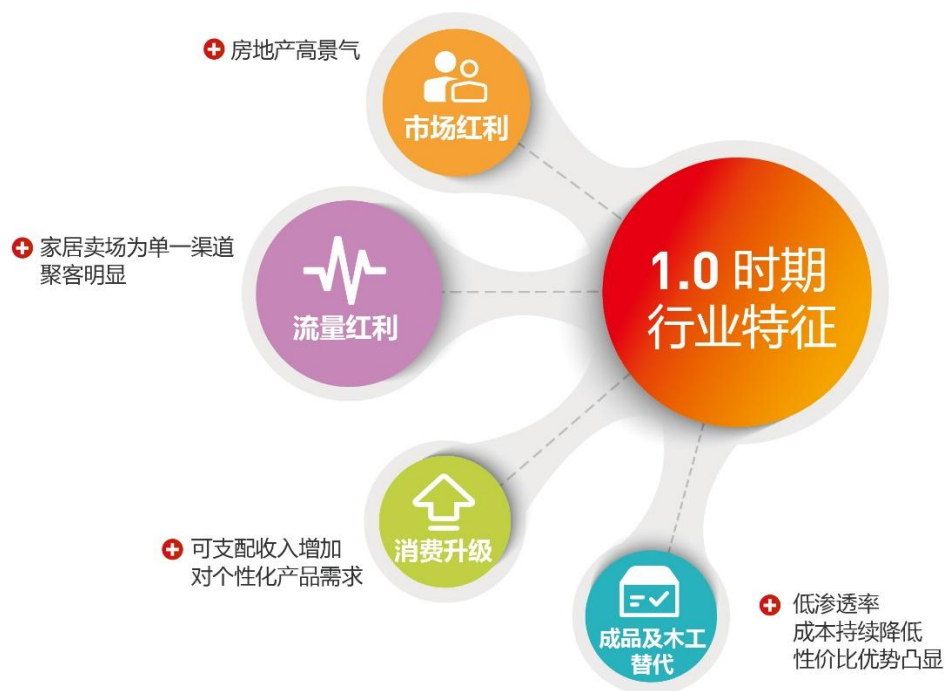 房地产高景气
市场红利
家居卖场为单一渠道
聚客明显
流量红利
1.0 时期
行业特征
可支配收入增加
对个性化产品需求
消费升级
成品及木工
替代
低渗透率
成本持续降低
性价比优势凸显